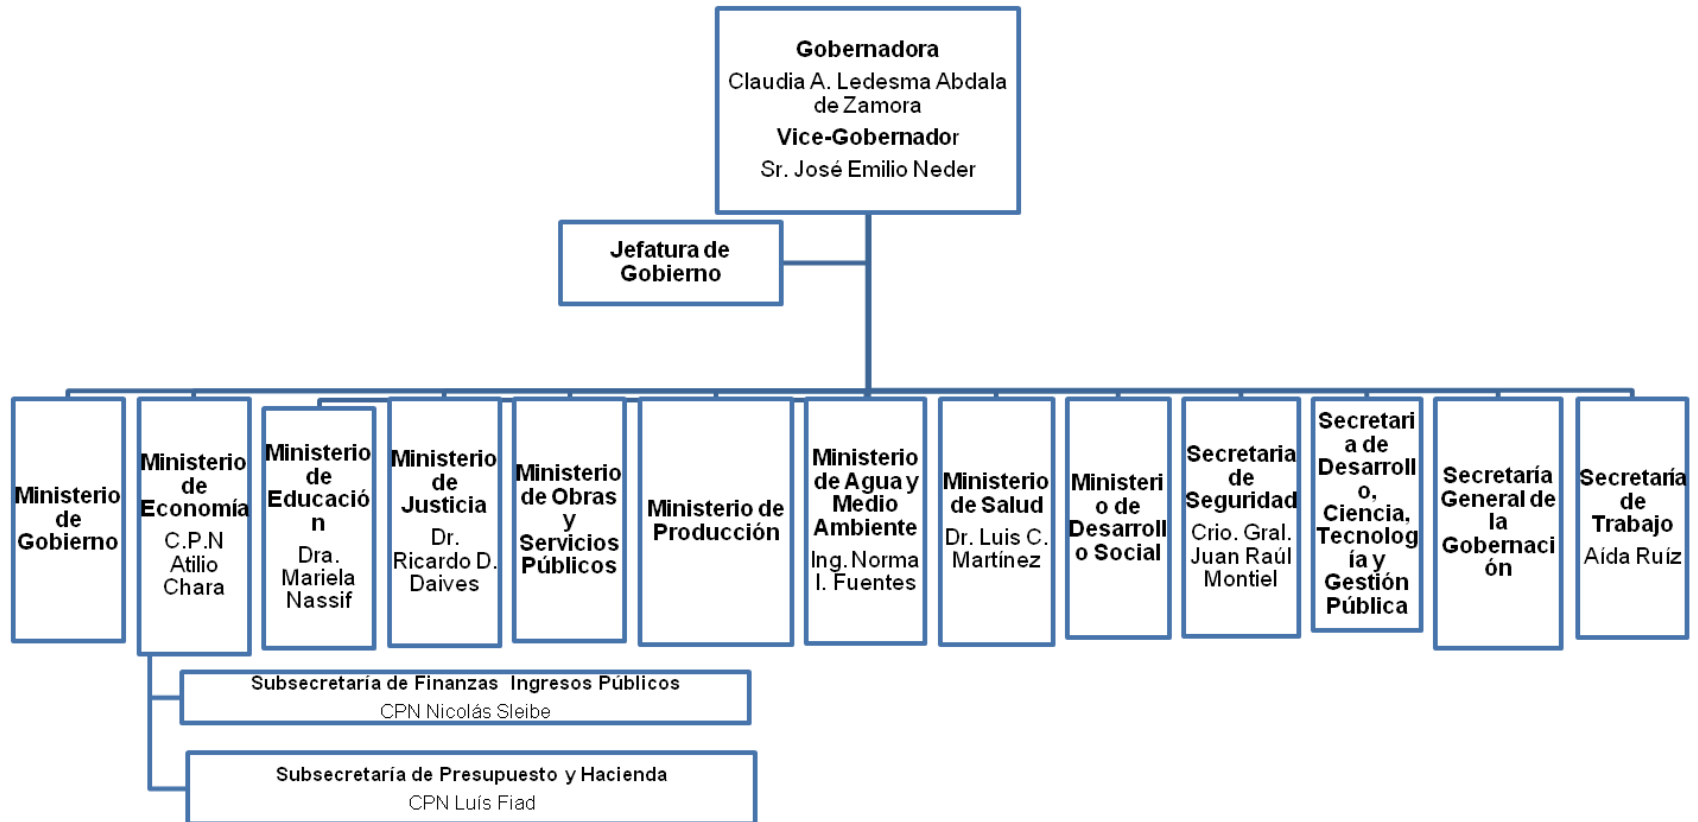 Gobernadora
Claudia A. Ledesma Abdala
de Zamora
Vice-Gobernador
Sr. José Emilio Neder
Jefatura de
Gobierno
Ministerio
de
Gobierno
Ministerio
de
Economía
C.P.N
Atilio
Chara
Ministerio
de
Educació
n
Dra.
Mariela
Nassif
Ministerio
de
Justicia
Dr.
Ricardo D.
Daives
Ministerio
de Obras
y
Servicios
Públicos
Ministerio de
Producción
Ministerio
de Agua y
Medio
Ambiente
Ing. Norma
I. Fuentes
Ministerio
de Salud
Dr. Luis C.
Martínez
Ministeri
o de
Desarroll
o Social
Secretaria
de
Seguridad
Crio. Gral.
Juan Raúl
Montiel
Secretari
a de
Desarroll
o,
Ciencia,
Tecnolog
ía y
Gestión
Pública
Secretaría
General de
la
Gobernaci
ón
Secretaría
de
Trabajo
Aída Ruíz
Subsecretaría de Finanzas Ingresos Públicos
CPN Nicolás Sleibe
Subsecretaría de Presupuesto y Hacienda
CPN Luís Fiad